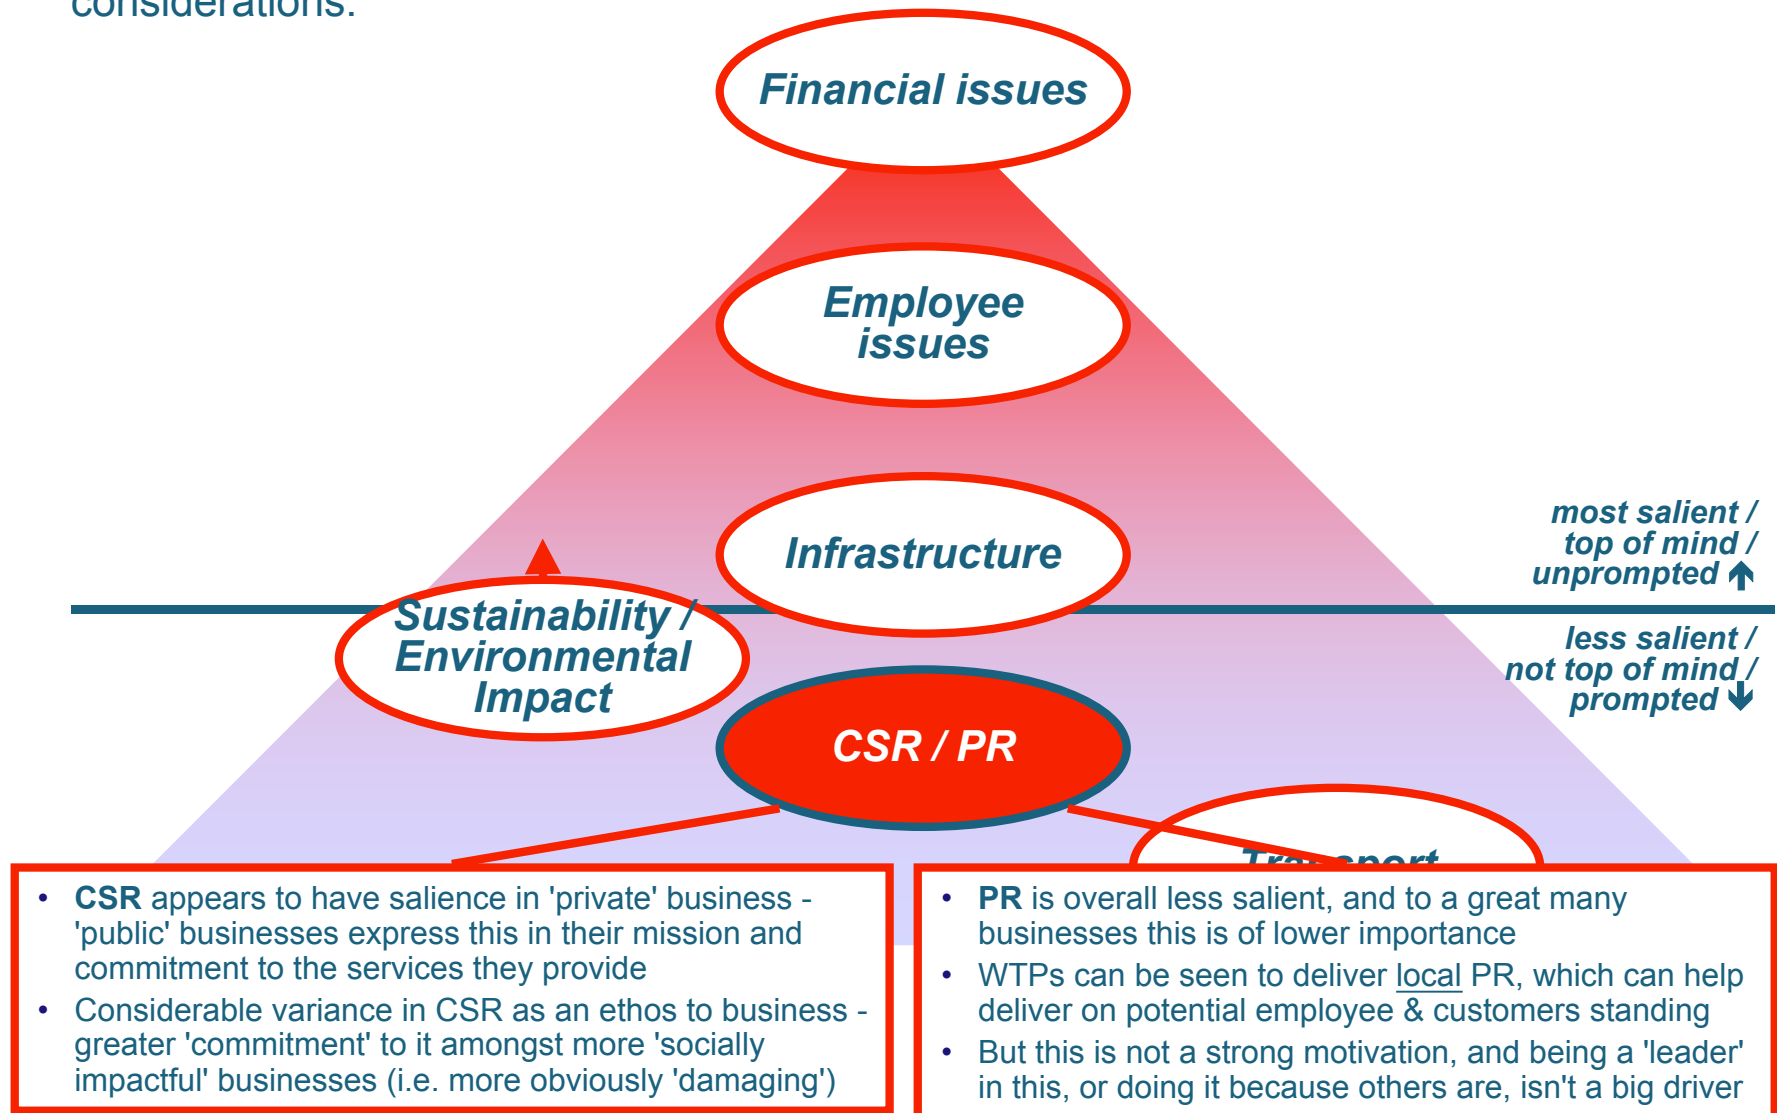 considerations.
Financial issues
Employee
issues
Infrastructure
most salient /
top of mind /
unprompted ↑
less salient /
not top of mind /
prompted ↓
Sustainability /
Environmental
Impact
CSR / PR
Transport
• CSR appears to have salience in 'private' business -
'public' businesses express this in their mission and
commitment to the services they provide
• Considerable variance in CSR as an ethos to business -
greater 'commitment' to it amongst more 'socially
impactful' businesses (i.e. more obviously 'damaging')
• PR is overall less salient, and to a great many
businesses this is of lower importance
• WTPs can be seen to deliver local PR, which can help
deliver on potential employee & customers standing
• But this is not a strong motivation, and being a 'leader'
in this, or doing it because others are, isn't a big driver